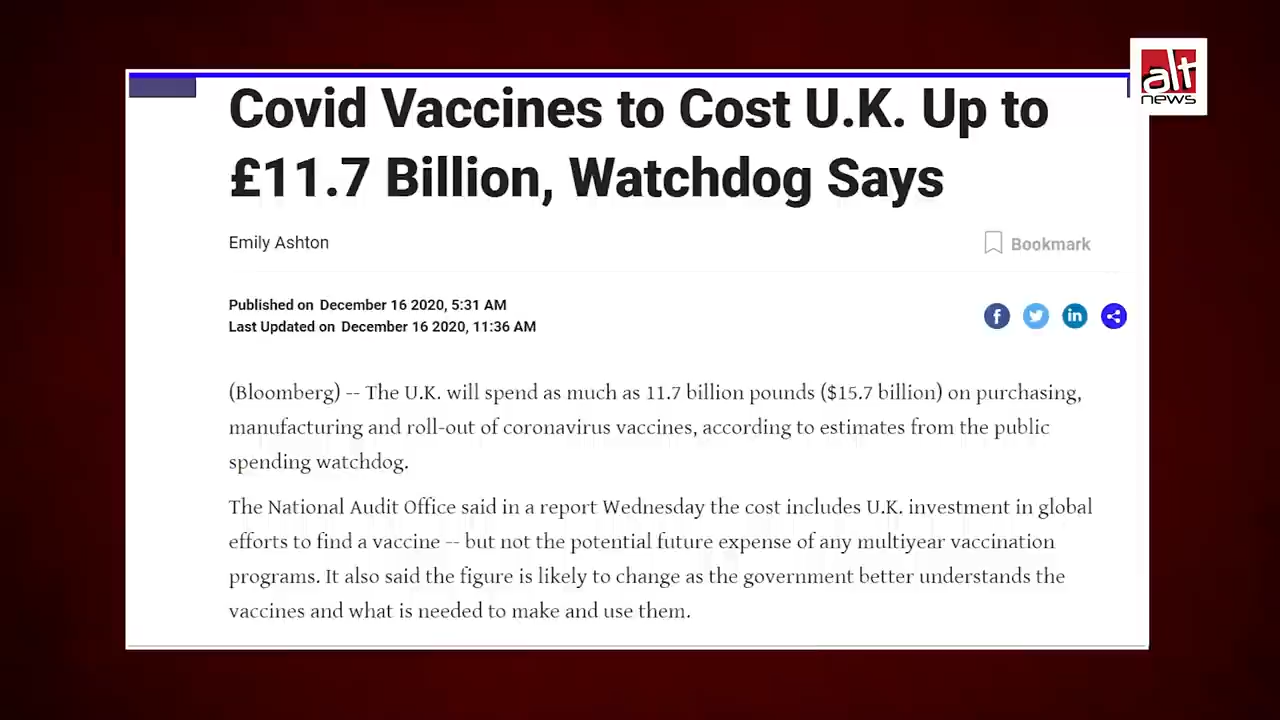 alt
news
Covid Vaccines to Cost U.K. Up to
£11.7 Billion, Watchdog Says
Emily Ashton
Bookmark
Published on December 16 2020, 5:31 AM
Last Updated on December 16 2020, 11:36 AM
f
in
(Bloomberg) -- The U.K. will spend as much as 11.7 billion pounds ($15.7 billion) on purchasing,
manufacturing and roll-out of coronavirus vaccines, according to estimates from the public
spending watchdog.
The National Audit Office said in a report Wednesday the cost includes U.K. investment in global
efforts to find a vaccine -- but not the potential future expense of any multiyear vaccination
programs. It also said the figure is likely to change as the government better understands the
vaccines and what is needed to make and use them.